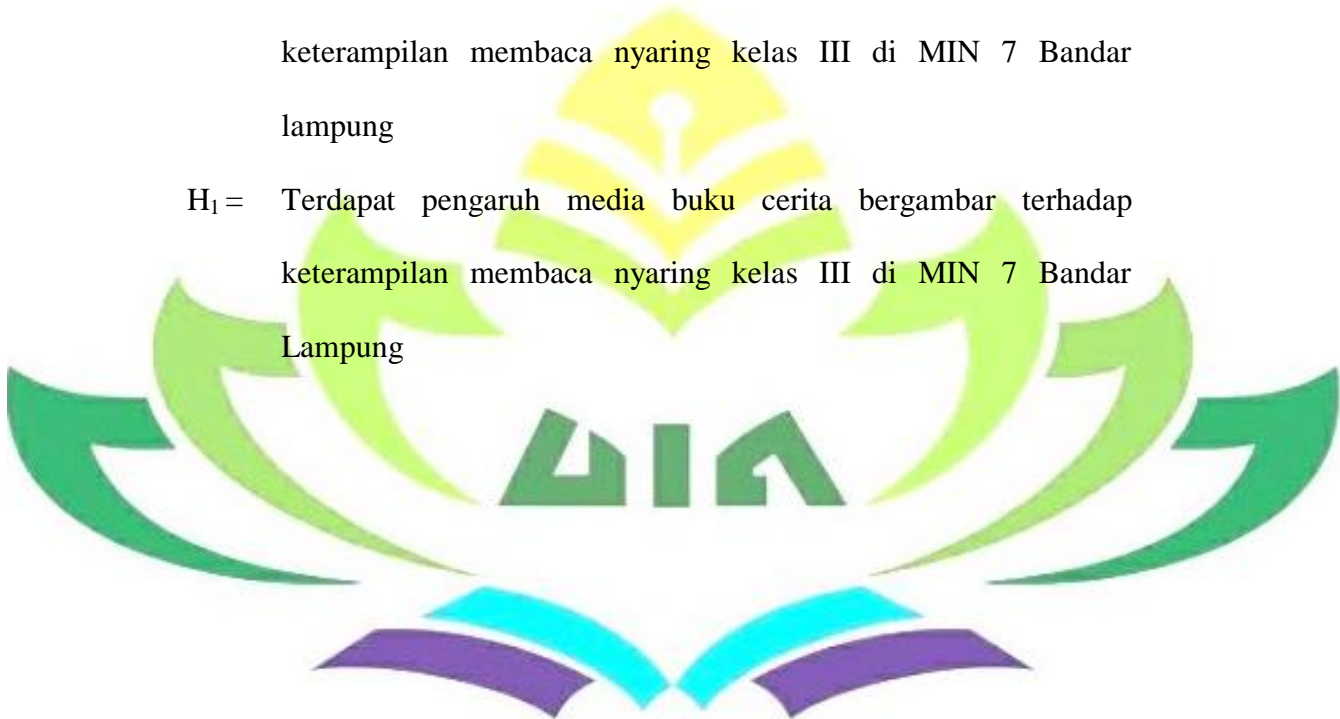 keterampilan membaca nyaring kelas III di MIN 7 Bandar
lampung
H₁ = Terdapat pengaruh media buku cerita bergambar terhadap
keterampilan membaca nyaring kelas III di MIN 7 Bandar
Lampung
UIN